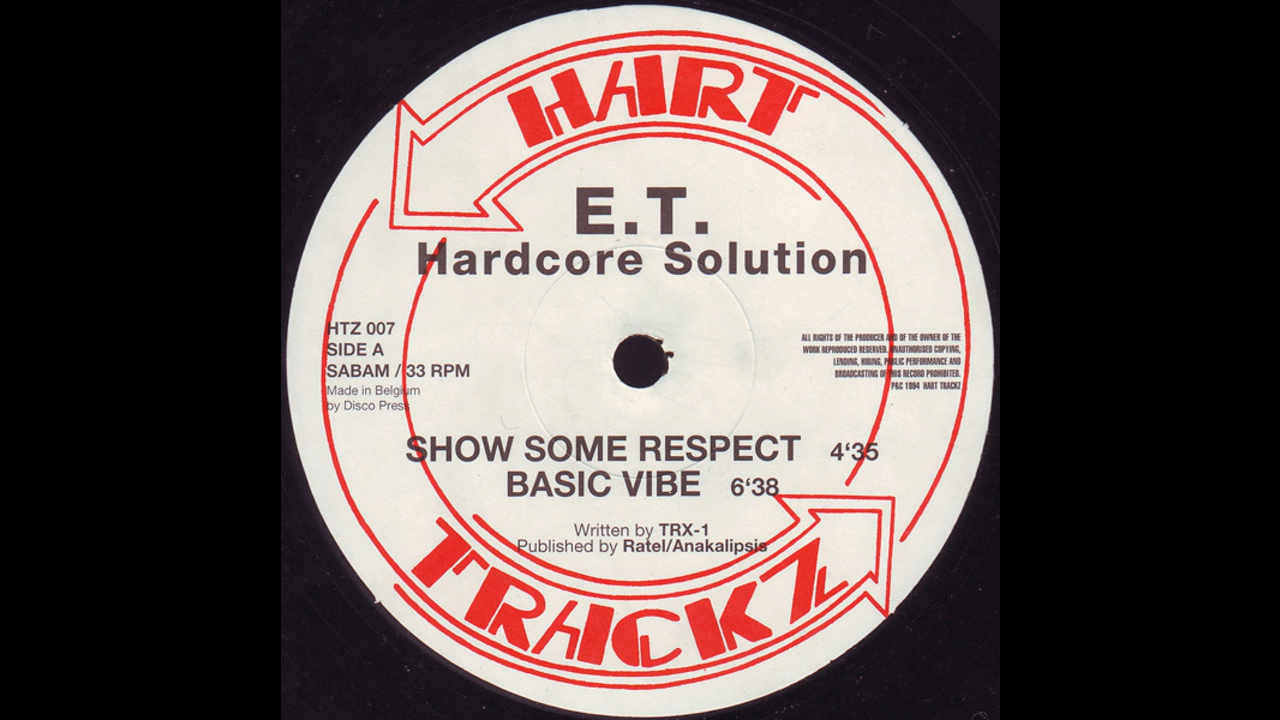 HART
E.T.
Hardcore Solution
HTZ 007
SIDE A
SABAM / 33 RPM
Made in Belgium
by Disco Press
ALL RIGHTS OF THE PRODUCER AND OF THE OWNER OF THE
WORK REPRODUCED RESERVED. UNAUTHORISED COPYING,
LENDING, HIRING, PUBLIC PERFORMANCE AND
BROADCASTING OF THIS RECORD PROHIBITED.
P&C 1994 HART TRACKZ
SHOW SOME RESPECT 4‘35
BASIC VIBE 6‘38
Written by TRX-1
Published by Ratel/Anakalipsis
TRACKZ